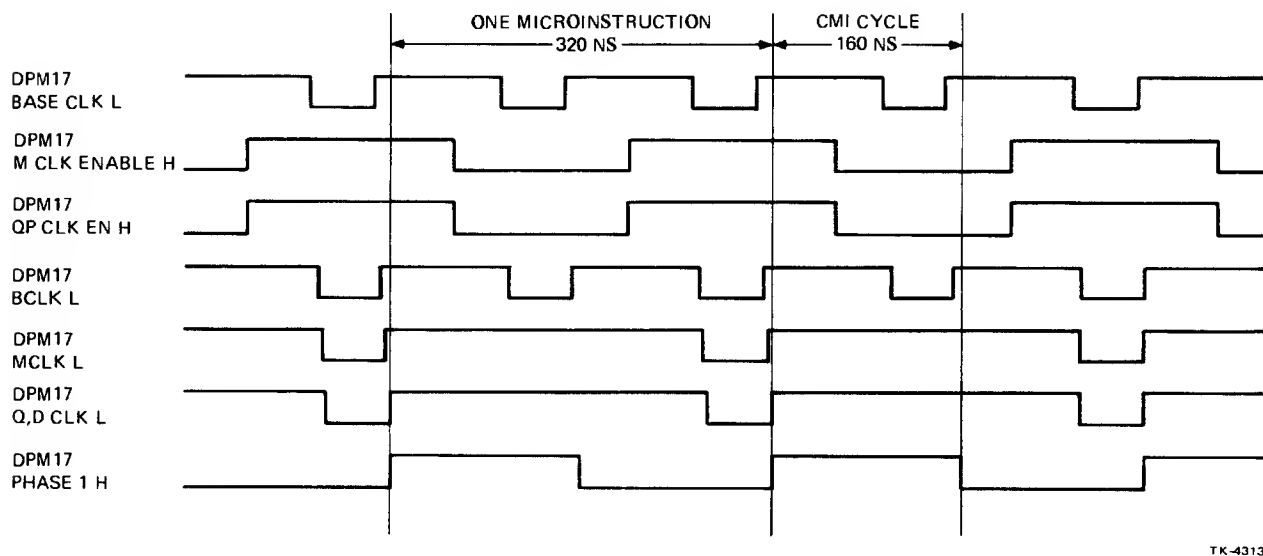 ONE MICROINSTRUCTION
320 NS
CMI CYCLE
160 NS
DPM17
BASE CLK L
DPM17
M CLK ENABLE H
DPM17
QP CLK EN H
DPM17
BCLK L
DPM17
MCLK L
DPM17
Q,D CLK L
DPM17
PHASE 1 H
TK-4313